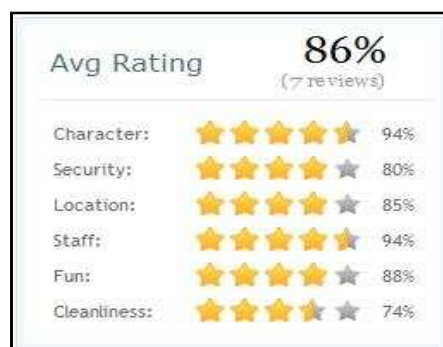 86%
Avg Rating
(7 reviews)
Character: 94%
Security: 80%
Location: 85%
Staff: 94%
Fun: 88%
Cleanliness: 74%